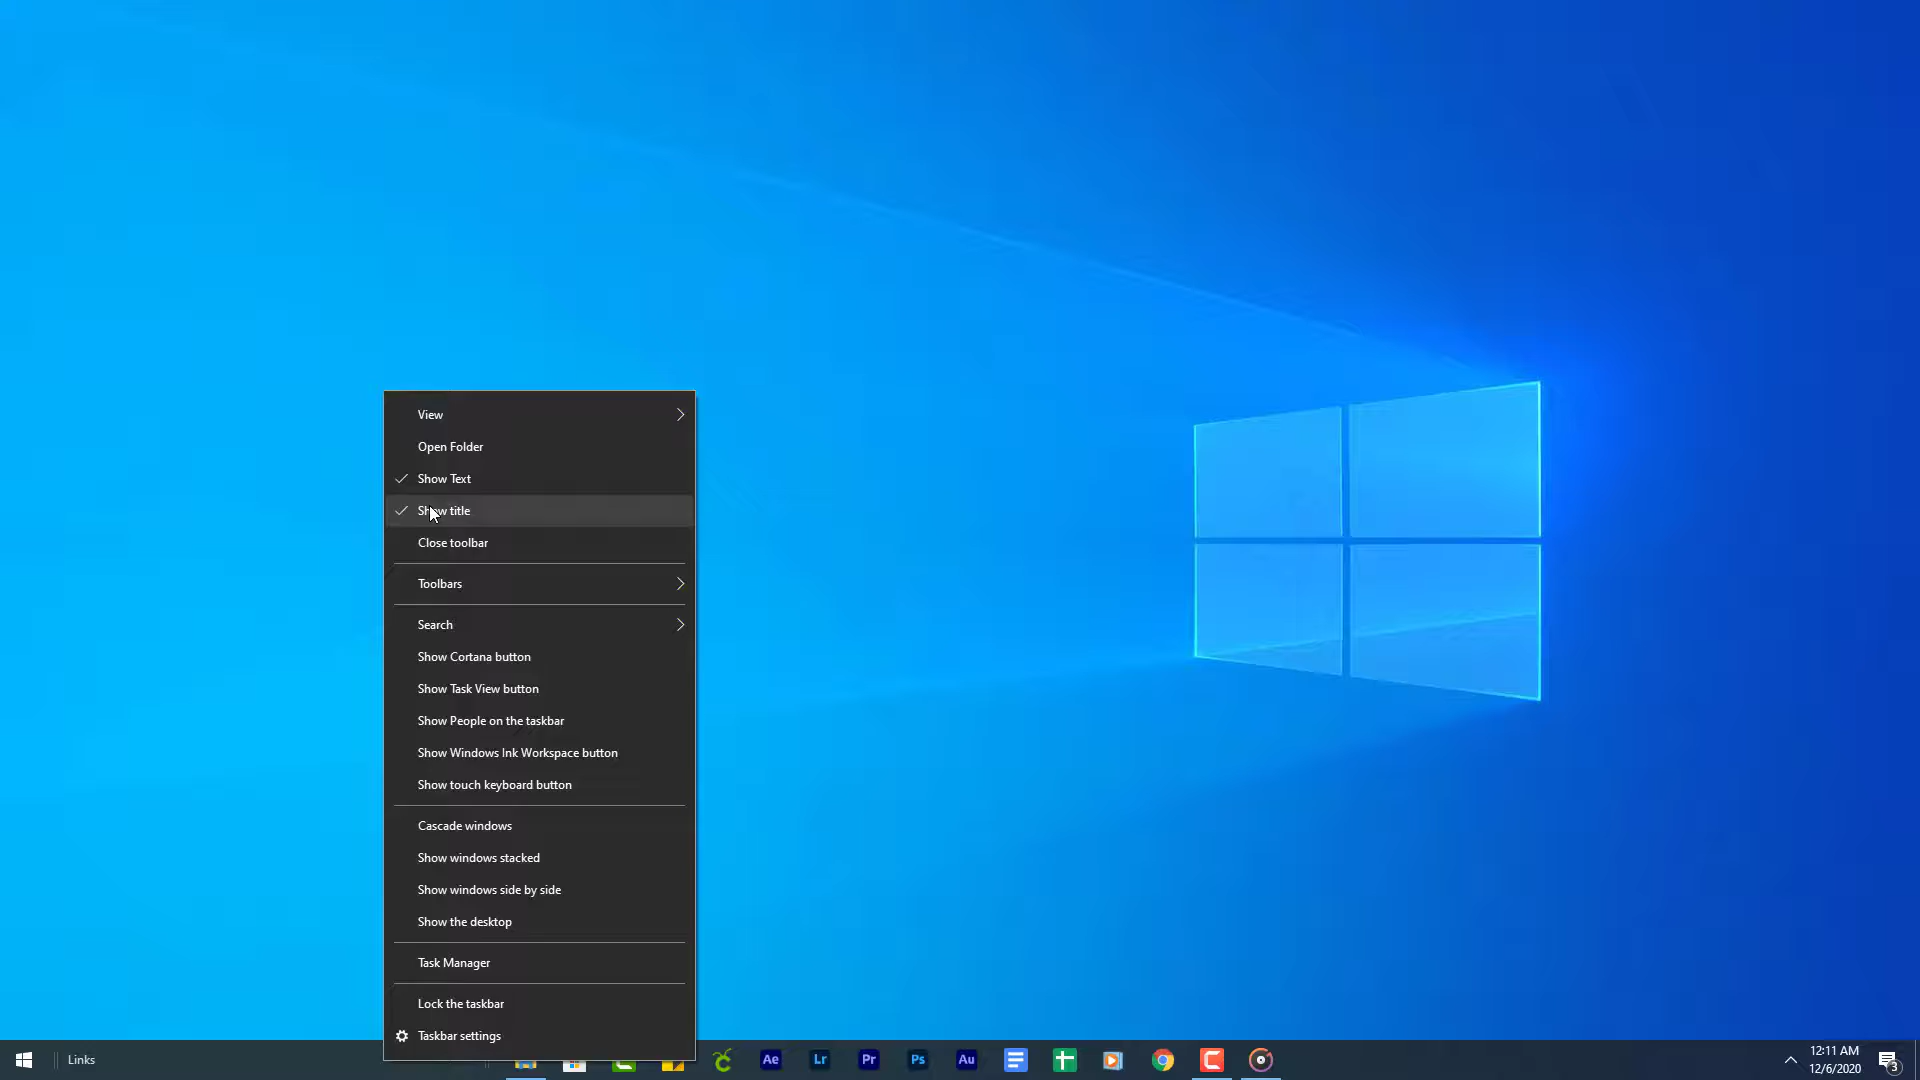 View
Open Folder
Show Text
Show title
Close toolbar
Toolbars
Search
Show Cortana button
Show Task View button
Show People on the taskbar
Show Windows Ink Workspace button
Show touch keyboard button
Cascade windows
Show windows stacked
Show windows side by side
Show the desktop
Task Manager
Lock the taskbar
Taskbar settings
Links
Ae Lr Pr Ps Au
12:11 AM
12/6/2020
3